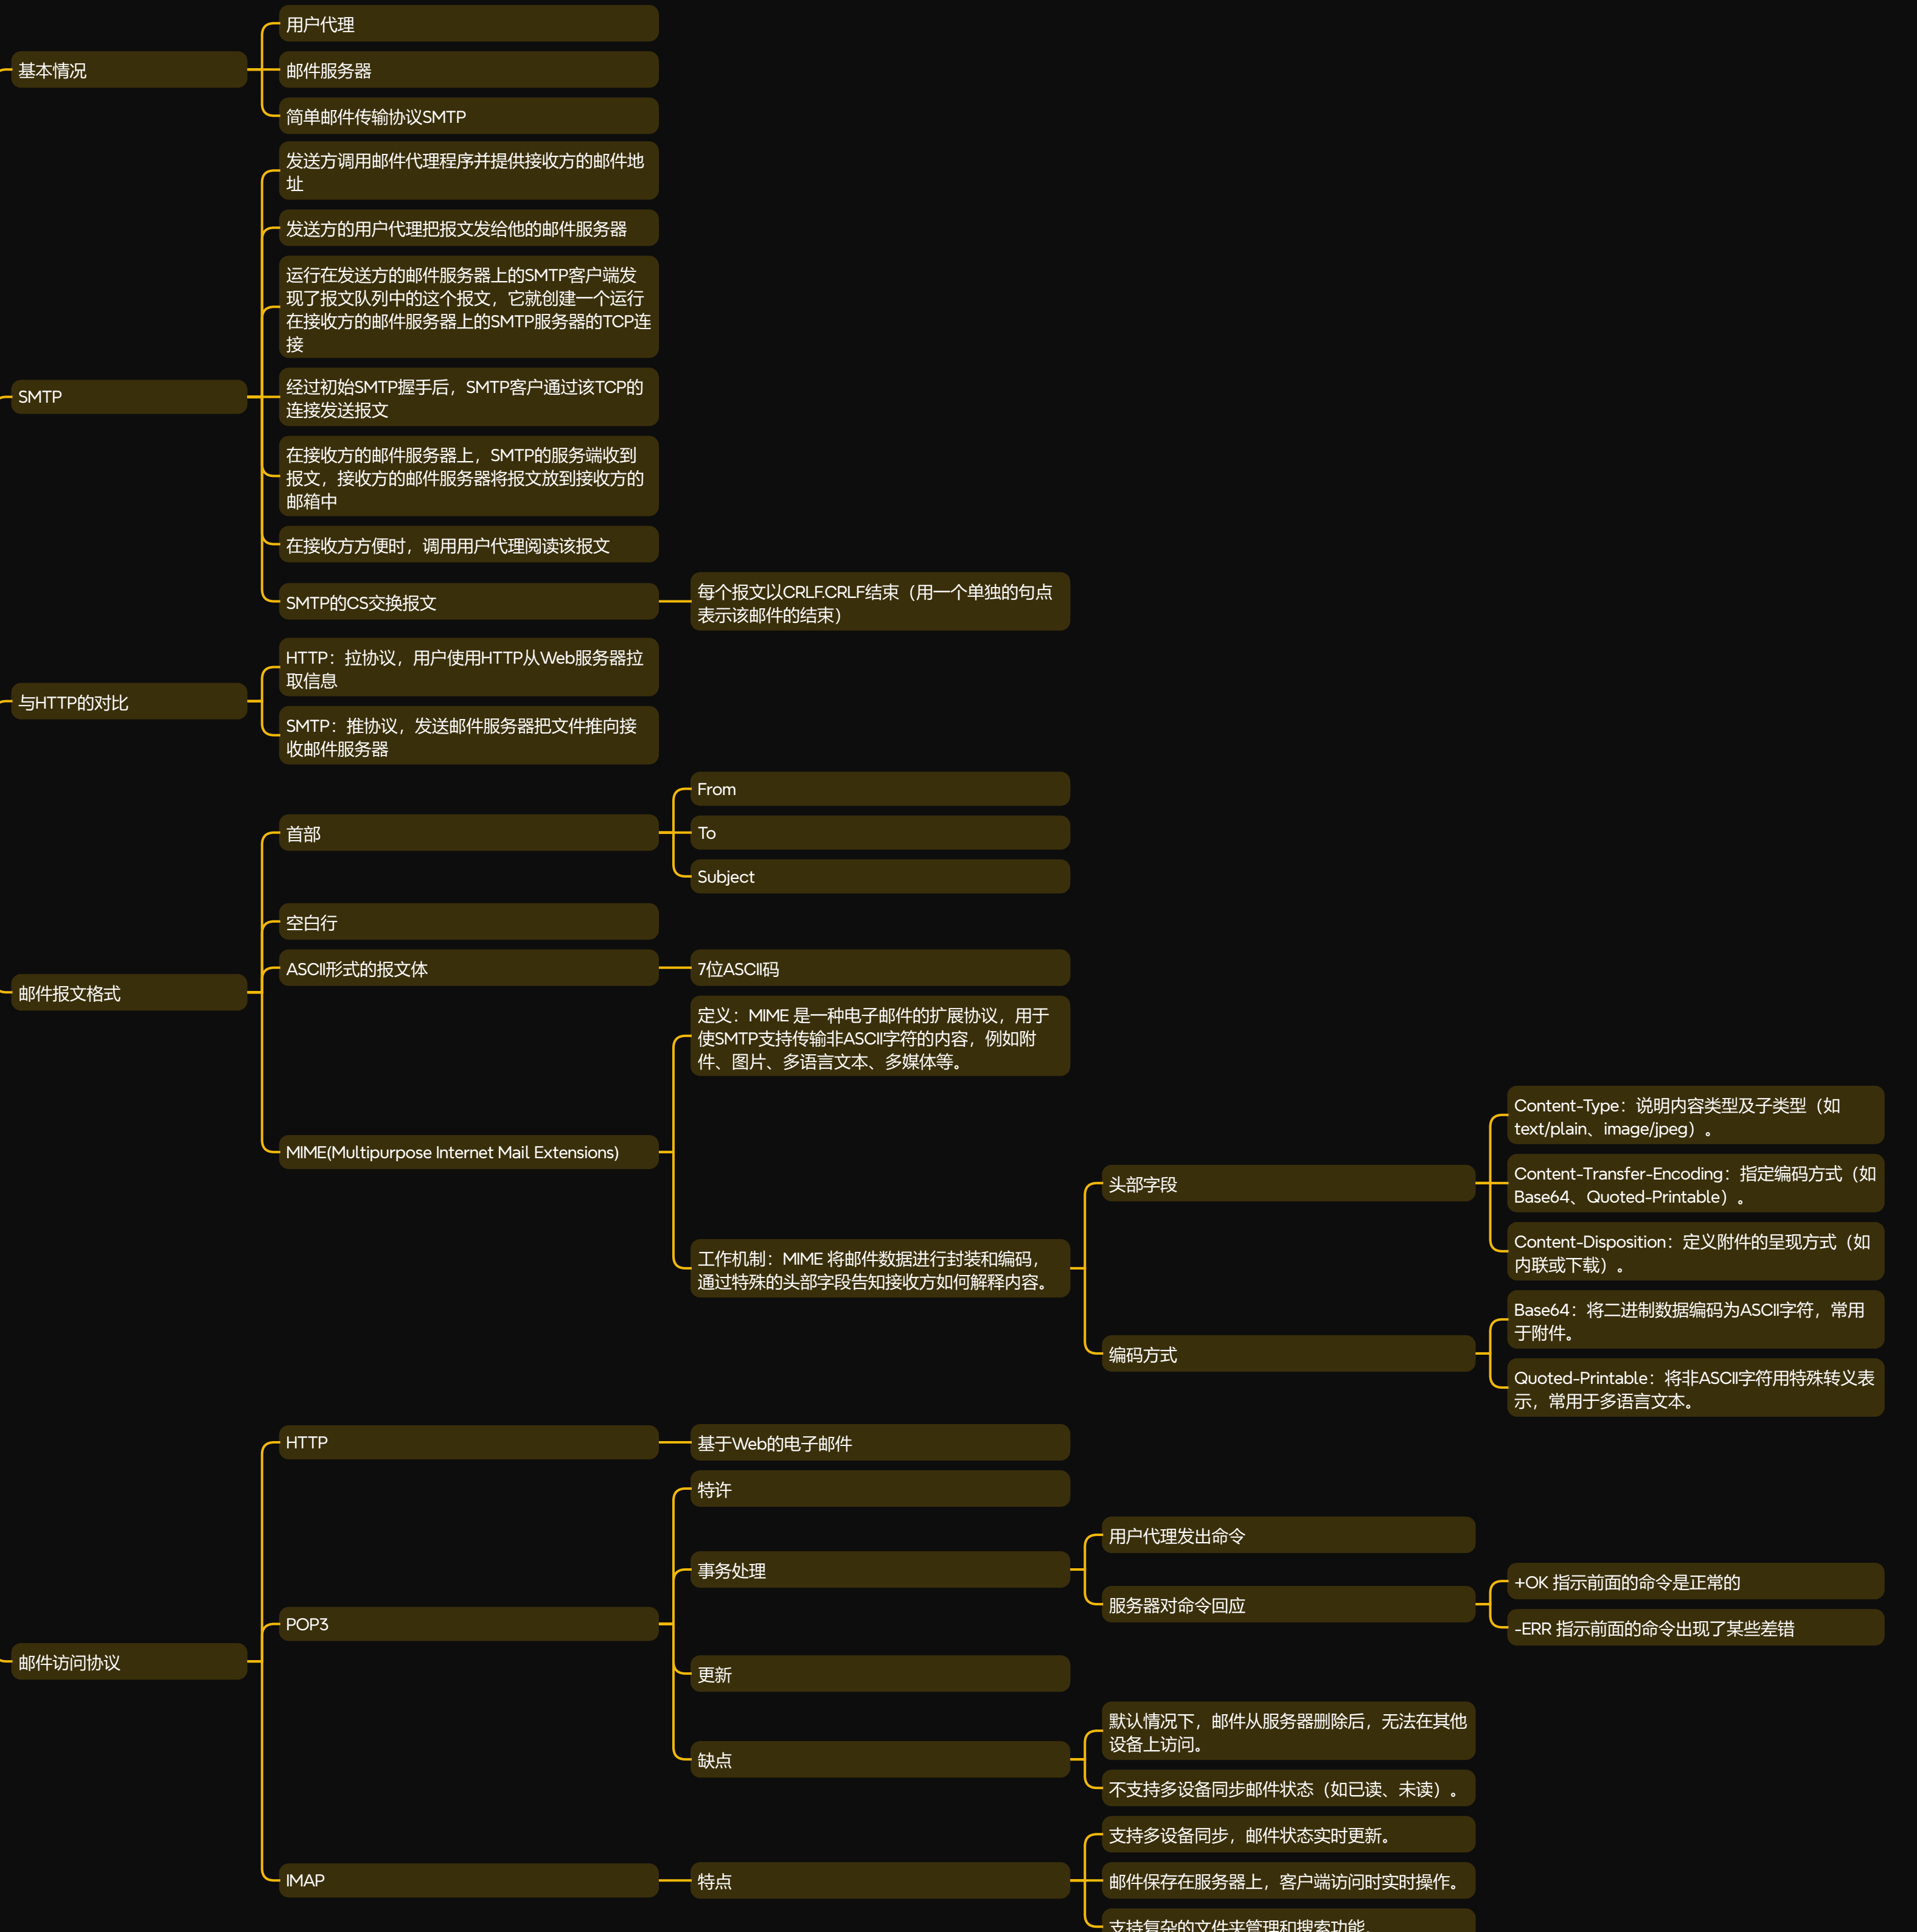 基本情况
用户代理
邮件服务器
简单邮件传输协议SMTP
SMTP
发送方调用邮件代理程序并提供接收方的邮件地
址
发送方的用户代理把报文发给他的邮件服务器
运行在发送方的邮件服务器上的SMTP客户端发
现了报文队列中的这个报文，它就创建一个运行
在接收方的邮件服务器上的SMTP服务器的TCP连
接
经过初始SMTP握手后，SMTP客户通过该TCP的
连接发送报文
在接收方的邮件服务器上，SMTP的服务端收到
报文，接收方的邮件服务器将报文放到接收方的
邮箱中
在接收方方便时，调用用户代理阅读该报文
SMTP的CS交换报文
每个报文以CRLF.CRLF结束（用一个单独的句点
表示该邮件的结束）
与HTTP的对比
HTTP：拉协议，用户使用HTTP从Web服务器拉
取信息
SMTP：推协议，发送邮件服务器把文件推向接
收邮件服务器
邮件报文格式
首部
From
To
Subject
空白行
ASCII形式的报文体
7位ASCII码
MIME(Multipurpose Internet Mail Extensions)
定义：MIME 是一种电子邮件的扩展协议，用于
使SMTP支持传输非ASCII字符的内容，例如附
件、图片、多语言文本、多媒体等。
工作机制：MIME 将邮件数据进行封装和编码，
通过特殊的头部字段告知接收方如何解释内容。
头部字段
Content-Type：说明内容类型及子类型（如
text/plain、image/jpeg）。
Content-Transfer-Encoding：指定编码方式（如
Base64、Quoted-Printable）。
Content-Disposition：定义附件的呈现方式（如
内联或下载）。
编码方式
Base64：将二进制数据编码为ASCII字符，常用
于附件。
Quoted-Printable：将非ASCII字符用特殊转义表
示，常用于多语言文本。
邮件访问协议
HTTP
基于Web的电子邮件
POP3
特许
事务处理
用户代理发出命令
服务器对命令回应
+OK 指示前面的命令是正常的
-ERR 指示前面的命令出现了某些差错
更新
缺点
默认情况下，邮件从服务器删除后，无法在其他
设备上访问。
不支持多设备同步邮件状态（如已读、未读）。
IMAP
特点
支持多设备同步，邮件状态实时更新。
邮件保存在服务器上，客户端访问时实时操作。
支持复杂的文件夹管理和搜索功能。